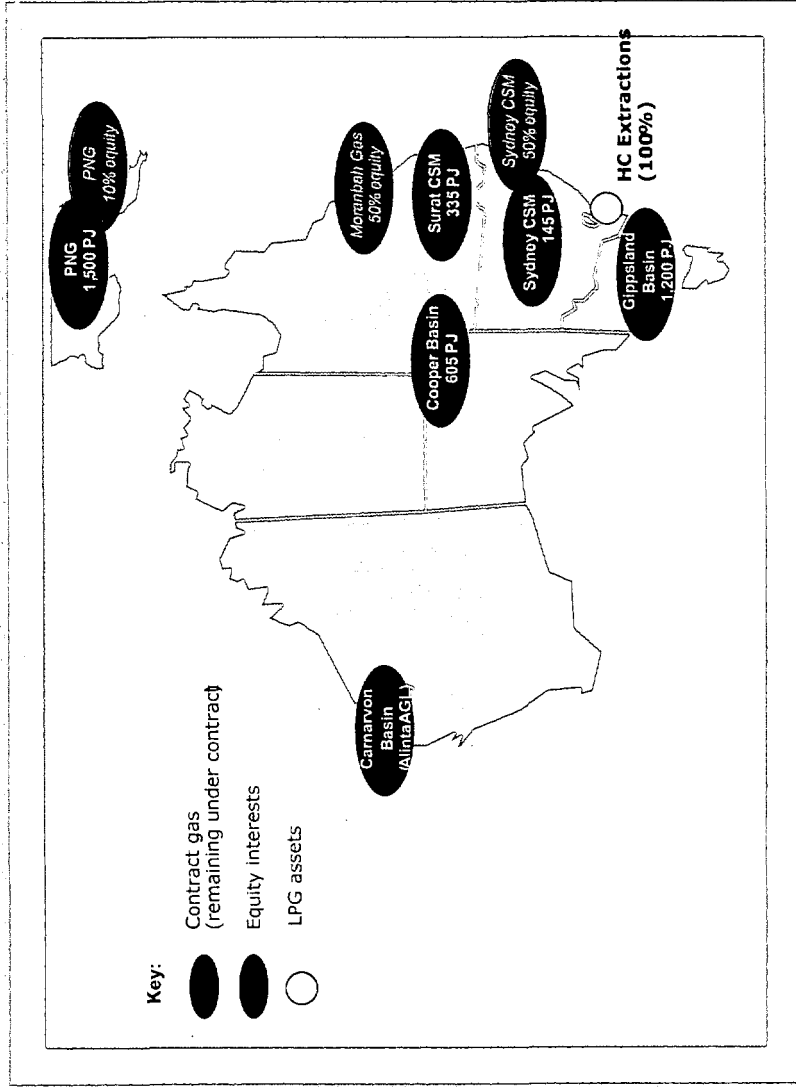 Key:
Contract gas
(remaining under contract)
Equity interests
LPG assets
PNG
1,500 PJ
PNG
10% equity
Moranbah Gas
50% equity
Surat CSM
335 PJ
Sydney CSM
50% equity
Sydney CSM
145 PJ
Cooper Basin
605 PJ
Gippsland
Basin
1,200 PJ
HC Extractions
(100%)
Carnarvon
Basin
(AlintaAGL)